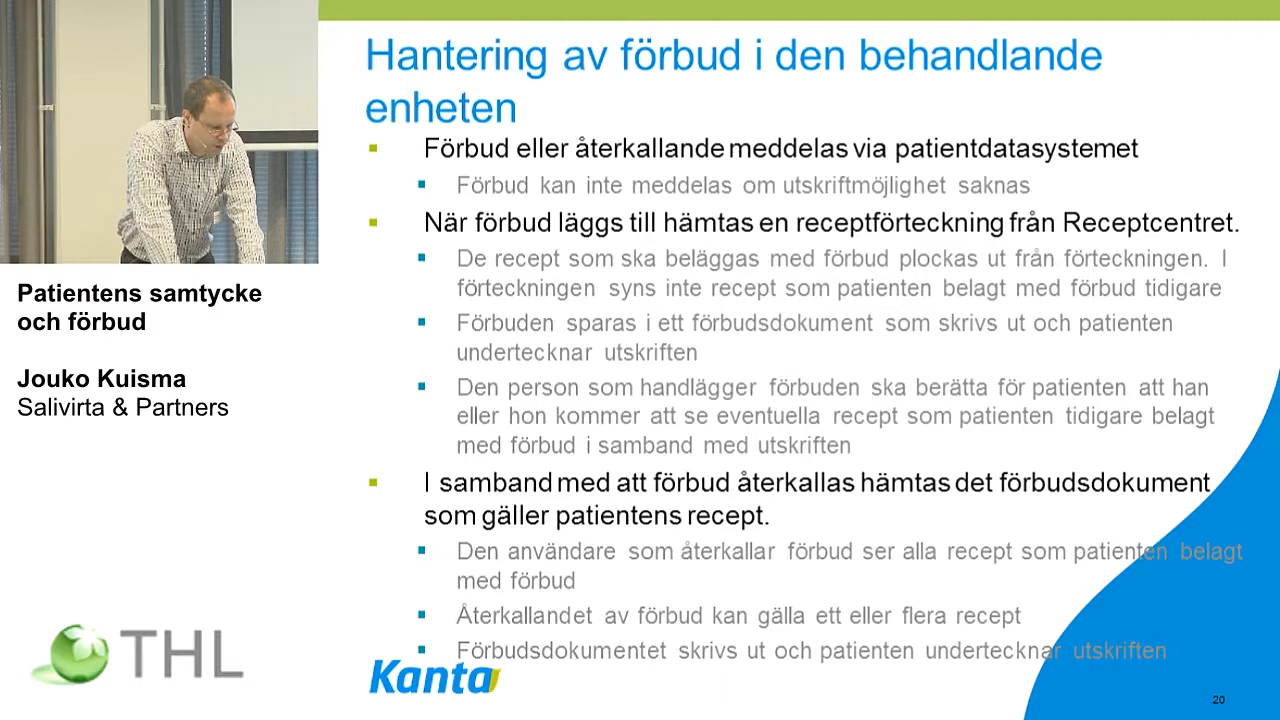 Hantering av förbud i den behandlande
enheten
Förbud eller återkallande meddelas via patientdatasystemet
Förbud kan inte meddelas om utskriftmöjlighet saknas
När förbud läggs till hämtas en receptförteckning från Receptcentret.
De recept som ska beläggas med förbud plockas ut från förteckningen. I
förteckningen syns inte recept som patienten belagt med förbud tidigare
Förbuden sparas i ett förbudsdokument som skrivs ut och patienten
undertecknar utskriften
Den person som handlägger förbuden ska berätta för patienten att han
eller hon kommer att se eventuella recept som patienten tidigare belagt
med förbud i samband med utskriften
I samband med att förbud återkallas hämtas det förbudsdokument
som gäller patientens recept.
Den användare som återkallar förbud ser alla recept som patienten belagt
med förbud
Återkallandet av förbud kan gälla ett eller flera recept
Förbudsdokumentet skrivs ut och patienten undertecknar utskriften
Patientens samtycke
och förbud
Jouko Kuisma
Salivirta & Partners
THL
Kanta
20